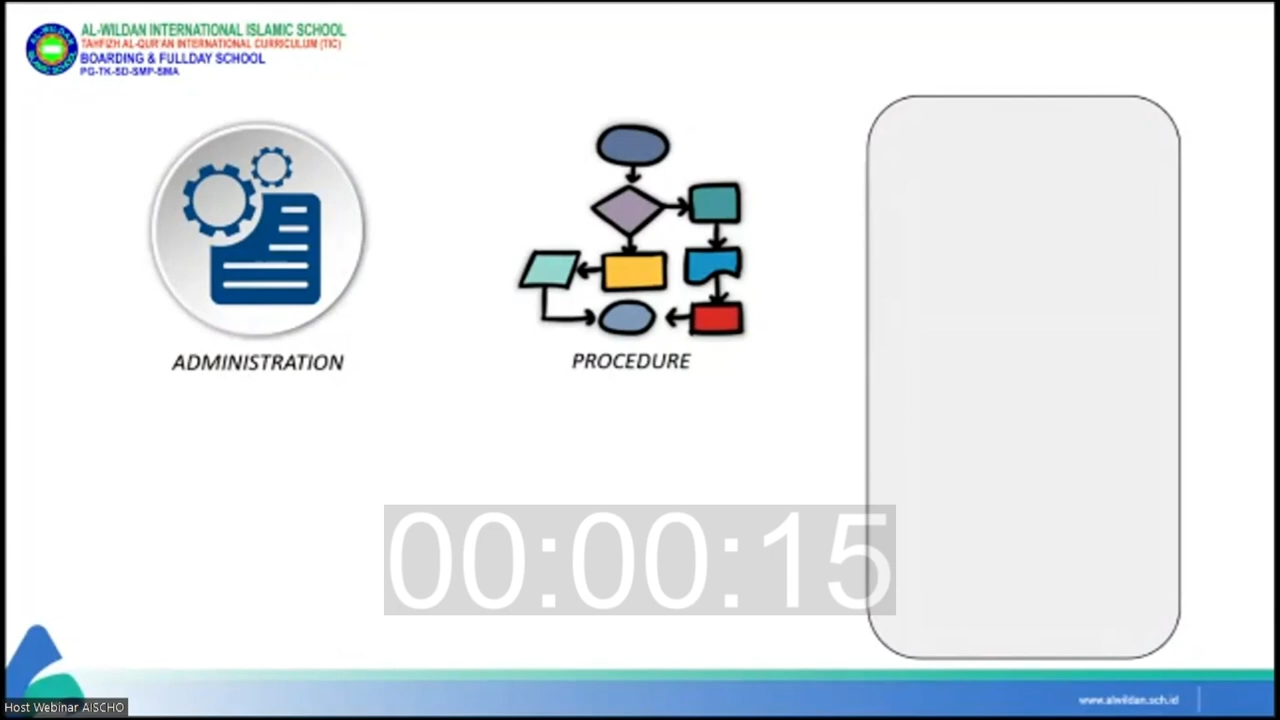 AL-WILDAN INTERNATIONAL ISLAMIC SCHOOL
TAHFIZH AL-QUR'AN INTERNATIONAL CURRICULUM (TIC)
BOARDING & FULLDAY SCHOOL
PG-TK-SD-SMP-SMA
ADMINISTRATION
PROCEDURE
00:00:15
www.alwildan.sch.id
Host Webinar AISCHO